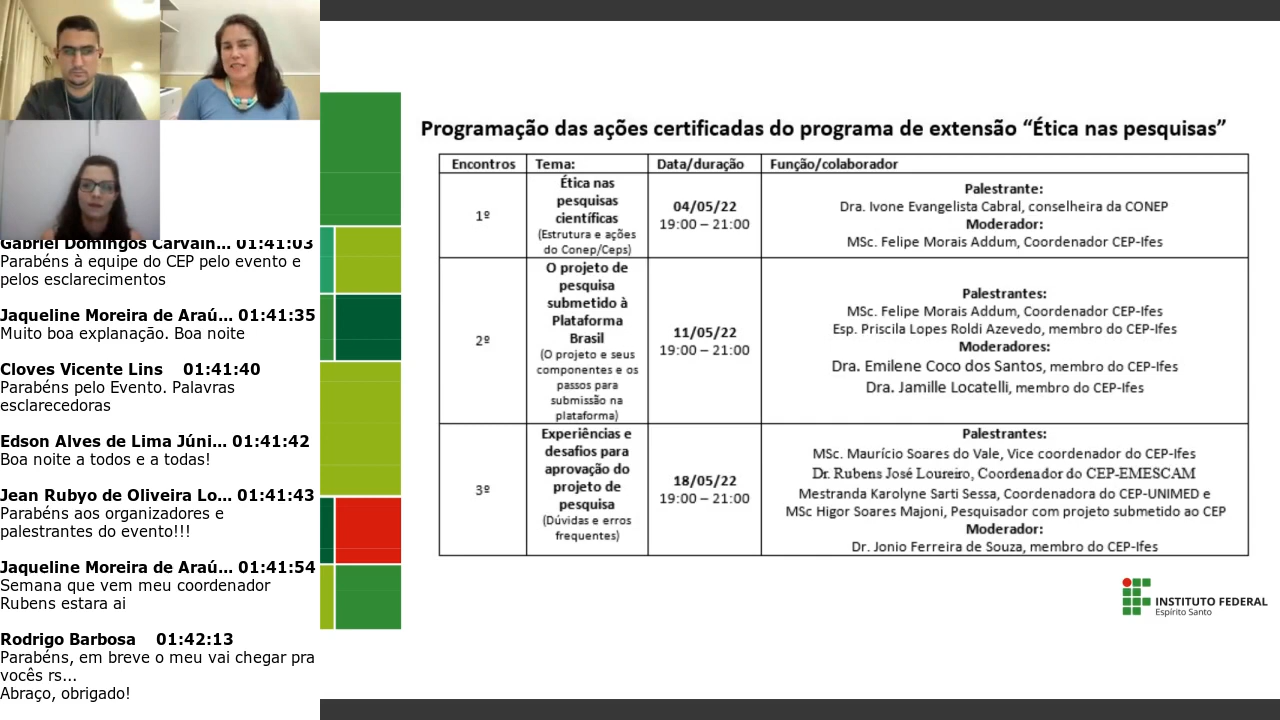 Gabriel Domingos Carvalh... 01:41:03
Parabéns à equipe do CEP pelo evento e
pelos esclarecimentos
Jaqueline Moreira de Araú... 01:41:35
Muito boa explanação. Boa noite
Cloves Vicente Lins 01:41:40
Parabéns pelo Evento. Palavras
esclarecedoras
Edson Alves de Lima Júni... 01:41:42
Boa noite a todos e a todas!
Jean Rubyo de Oliveira Lo... 01:41:43
Parabéns aos organizadores e
palestrantes do evento!!!
Jaqueline Moreira de Araú... 01:41:54
Semana que vem meu coordenador
Rubens estara ai
Rodrigo Barbosa 01:42:13
Parabéns, em breve o meu vai chegar pra
vocês rs...
Abraço, obrigado!
Programação das ações certificadas do programa de extensão “Ética nas pesquisas”
Encontros Tema: Data/duração Função/colaborador
1º
Ética nas
pesquisas
científicas
(Estrutura e ações
do Conep/Ceps)
04/05/22
19:00 – 21:00
Palestrante:
Dra. Ivone Evangelista Cabral, conselheira da CONEP
Moderador:
MSc. Felipe Morais Addum, Coordenador CEP-Ifes
2º
O projeto de
pesquisa
submetido à
Plataforma
Brasil
(O projeto e seus
componentes e os
passos para
submissão na
plataforma)
11/05/22
19:00 – 21:00
Palestrantes:
MSc. Felipe Morais Addum, Coordenador CEP-Ifes
Esp. Priscila Lopes Roldi Azevedo, membro do CEP-Ifes
Moderadores:
Dra. Emilene Coco dos Santos, membro do CEP-Ifes
Dra. Jamille Locatelli, membro do CEP-Ifes
3º
Experiências e
desafios para
aprovação do
projeto de
pesquisa
(Dúvidas e erros
frequentes)
18/05/22
19:00 – 21:00
Palestrantes:
MSc. Maurício Soares do Vale, Vice coordenador do CEP-Ifes
Dr. Rubens José Loureiro, Coordenador do CEP-EMESCAM
Mestranda Karolyne Sarti Sessa, Coordenadora do CEP-UNIMED e
MSc Higor Soares Majoni, Pesquisador com projeto submetido ao CEP
Moderador:
Dr. Jonio Ferreira de Souza, membro do CEP-Ifes
INSTITUTO FEDERAL
Espírito Santo